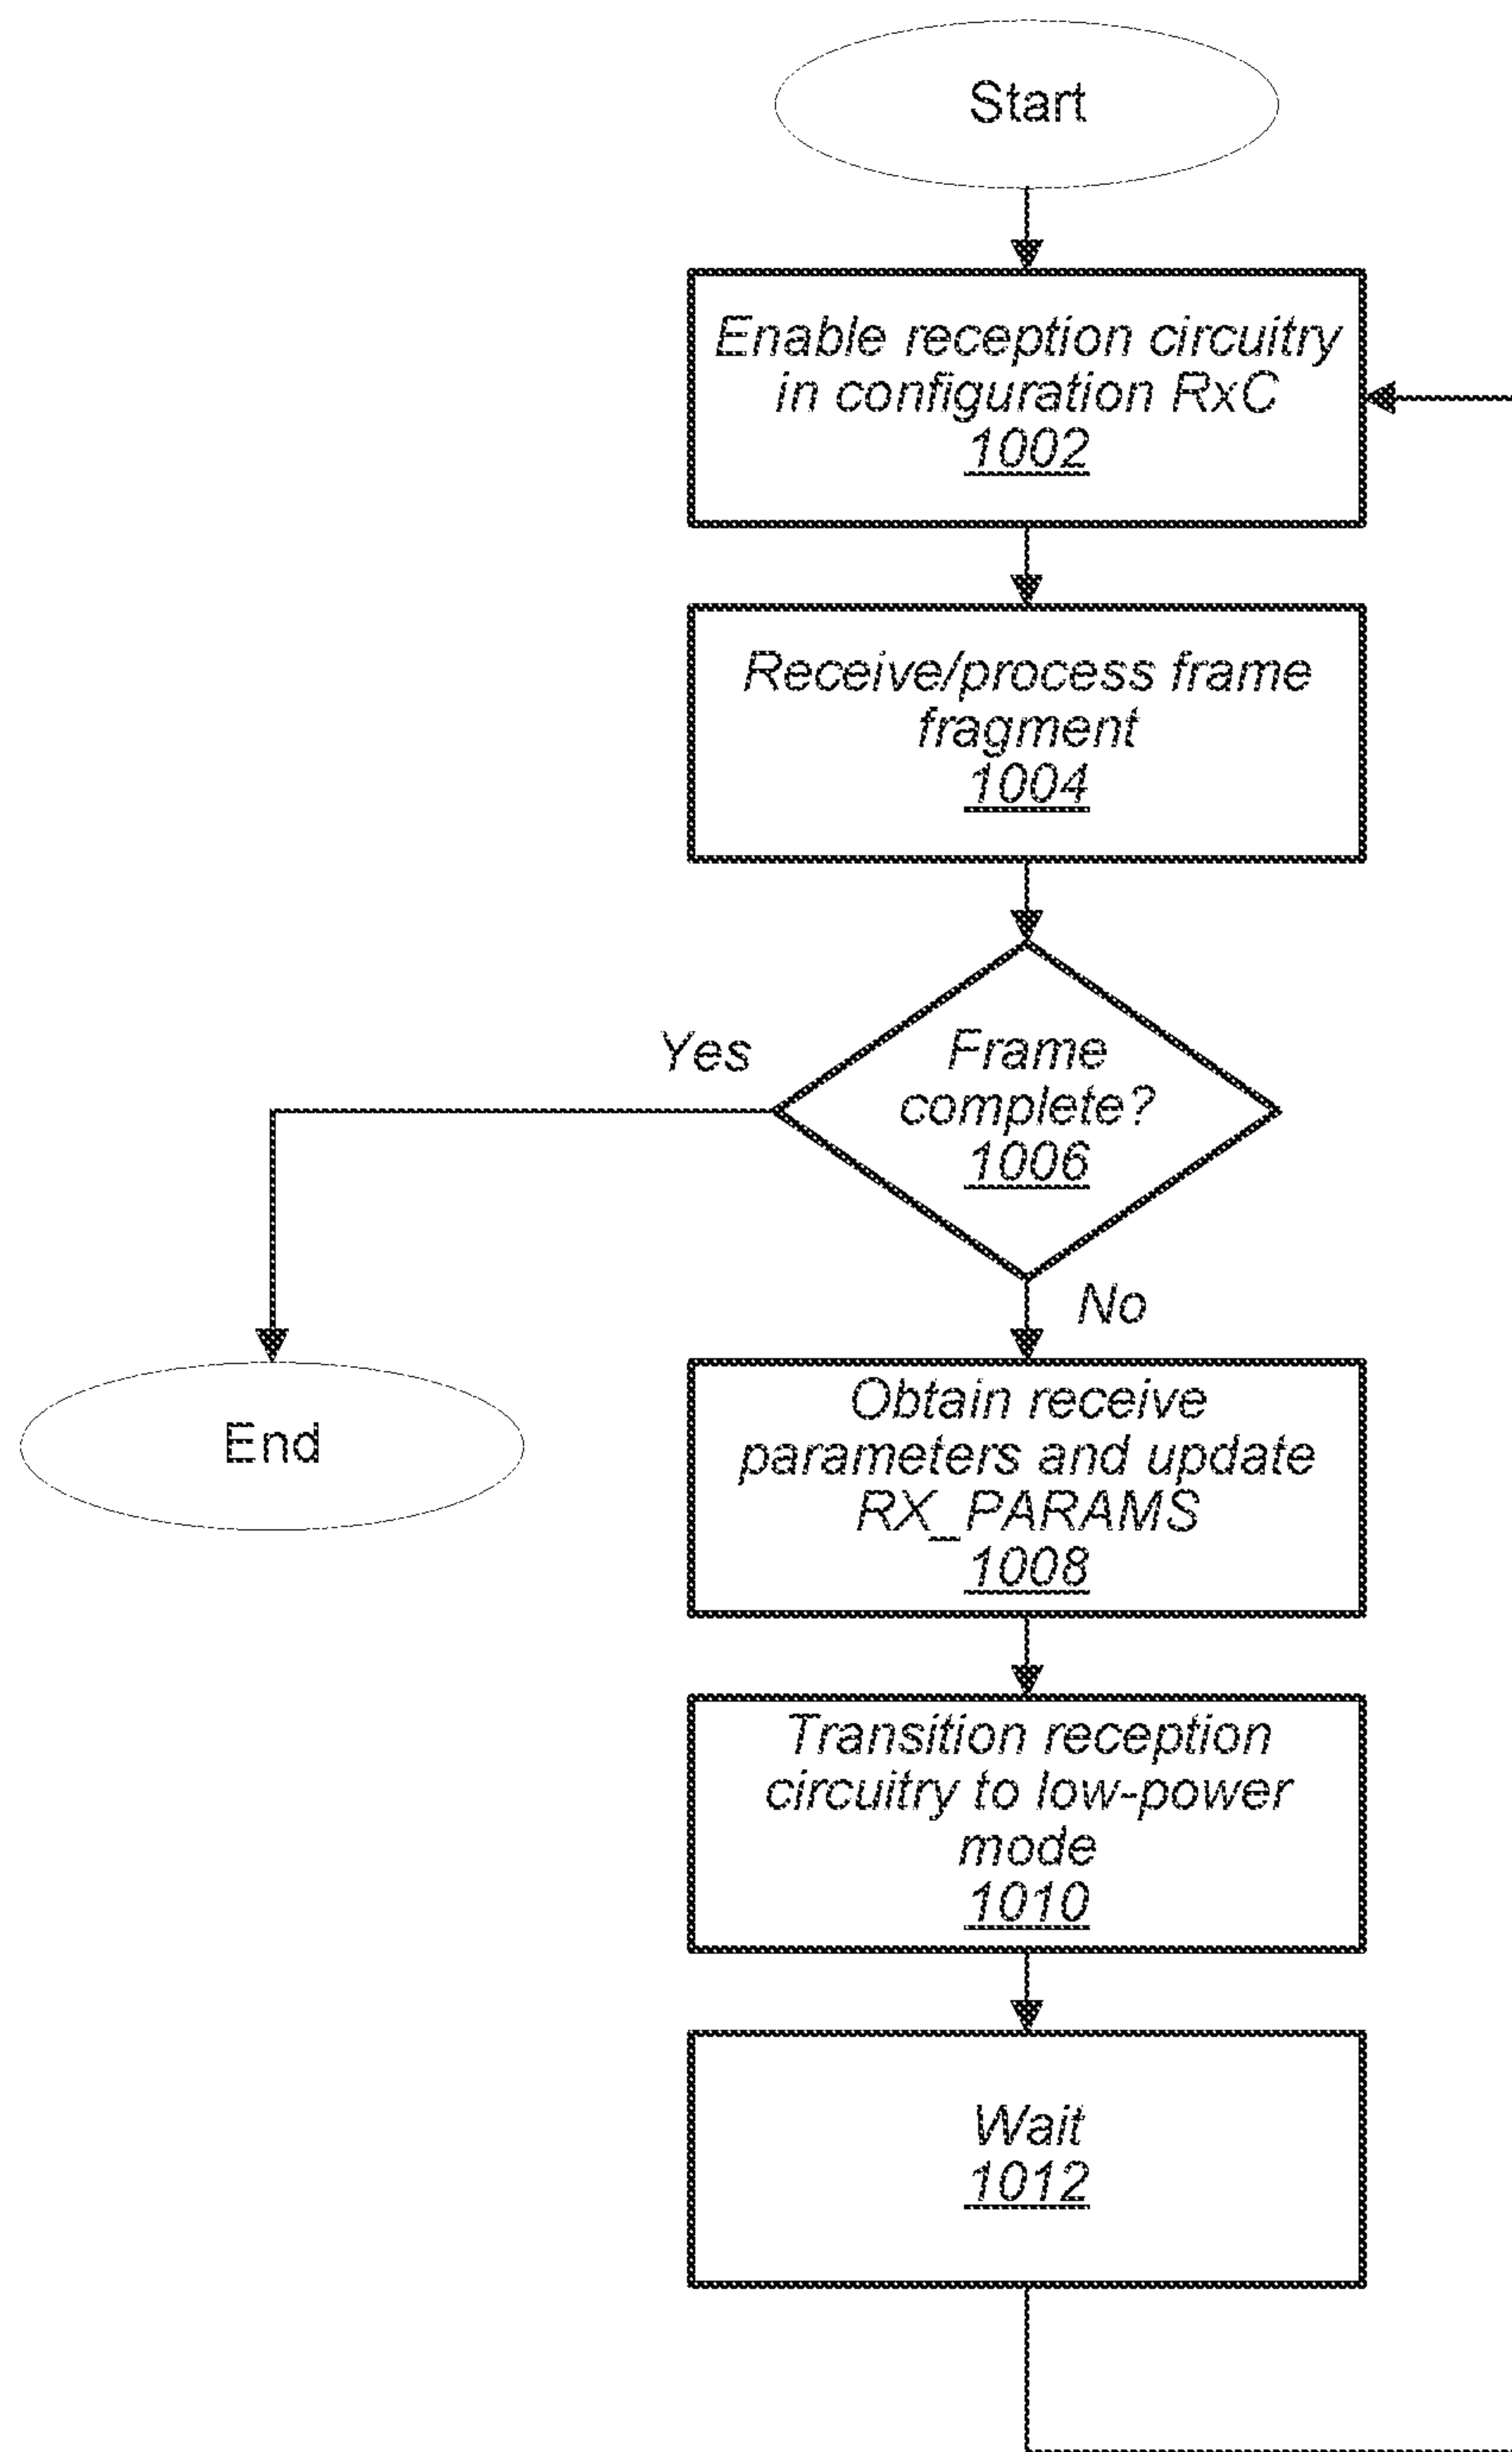 Start
Enable reception circuitry
in configuration RxC
1002
Receive/process frame
fragment
1004
Yes
Frame
complete?
1006
No
End
Obtain receive
parameters and update
RX_PARAMS
1008
Transition reception
circuitry to low-power
mode
1010
Wait
1012